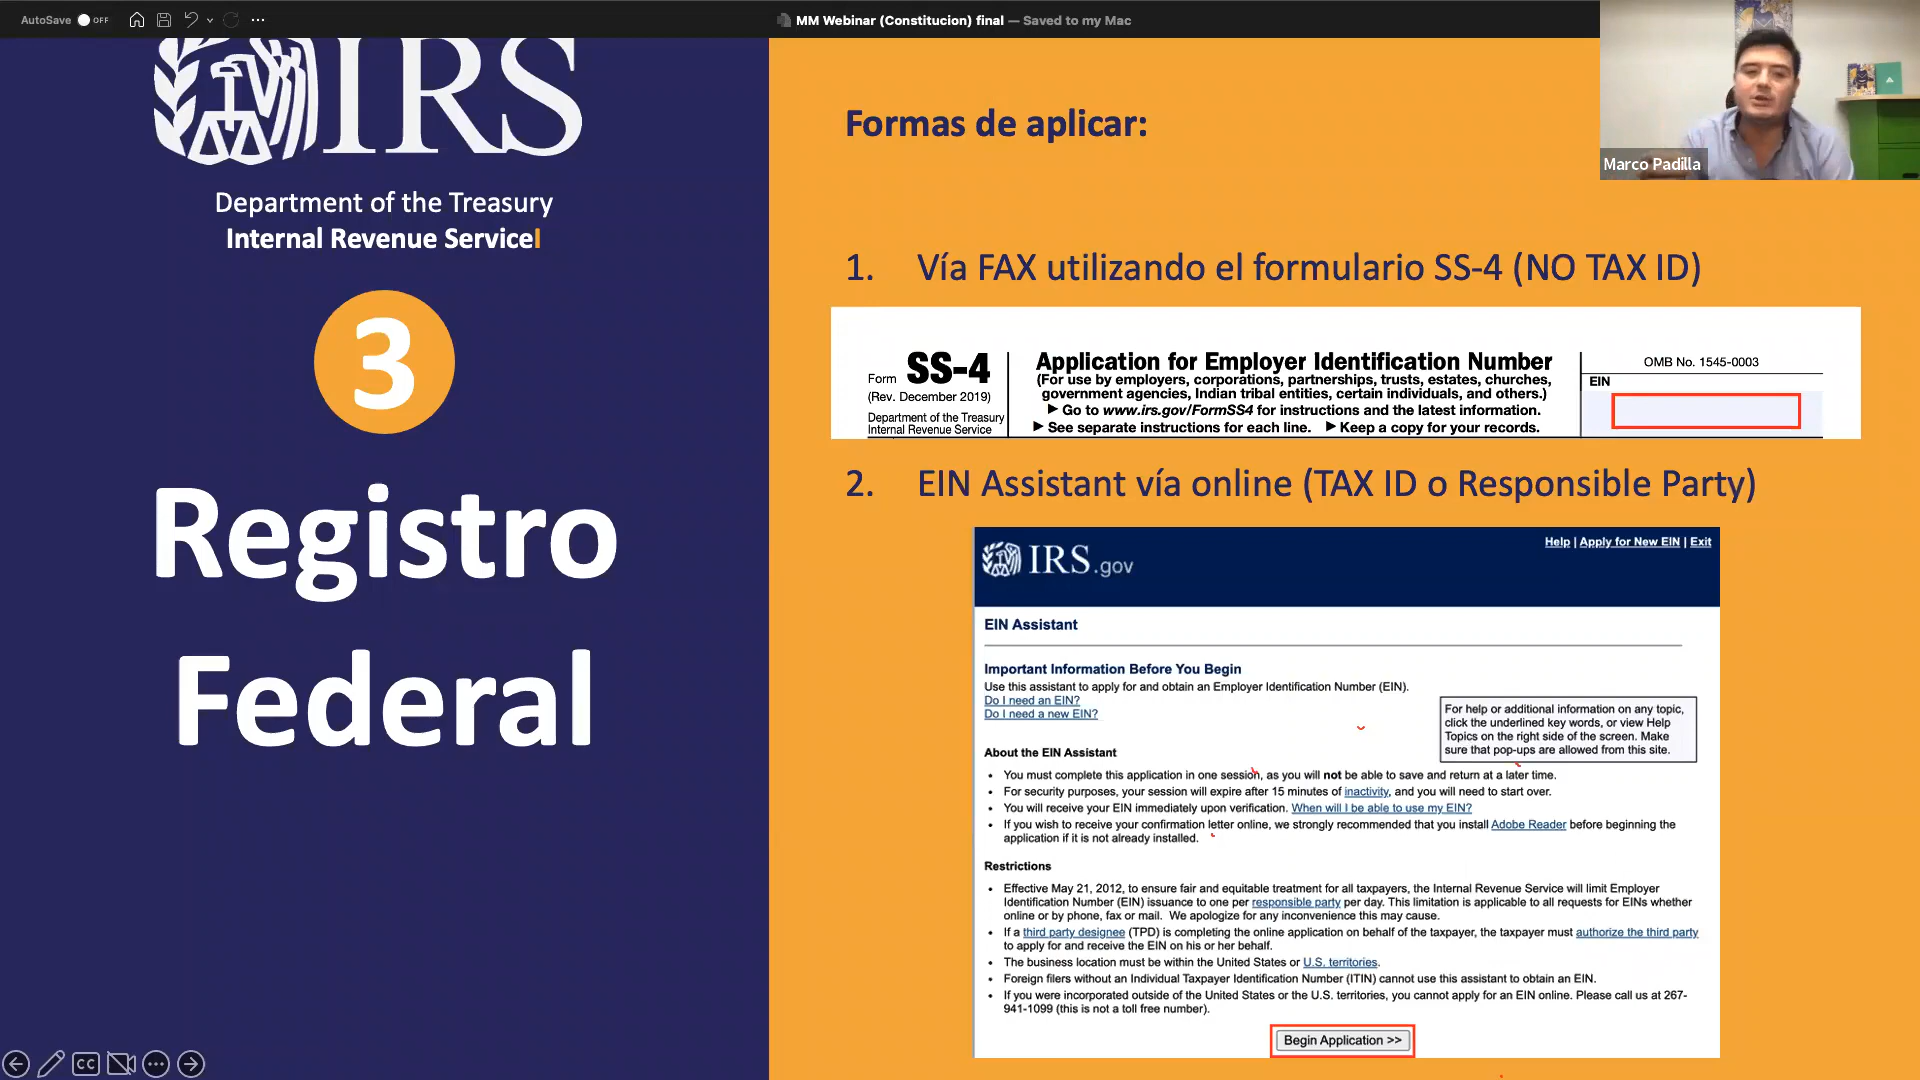 AutoSave OFF
MM Webinar (Constitucion) final — Saved to my Mac
IRS
Department of the Treasury
Internal Revenue Service
3
Registro
Federal
Formas de aplicar:
Marco Padilla
1. Vía FAX utilizando el formulario SS-4 (NO TAX ID)
Form SS-4
(Rev. December 2019)
Department of the Treasury
Internal Revenue Service
Application for Employer Identification Number
(For use by employers, corporations, partnerships, trusts, estates, churches,
government agencies, Indian tribal entities, certain individuals, and others.)
▶ Go to www.irs.gov/FormSS4 for instructions and the latest information.
▶ See separate instructions for each line. ▶ Keep a copy for your records.
OMB No. 1545-0003
EIN
2. EIN Assistant vía online (TAX ID o Responsible Party)
IRS.gov
Help | Apply for New EIN | Exit
EIN Assistant
Important Information Before You Begin
Use this assistant to apply for and obtain an Employer Identification Number (EIN).
Do I need an EIN?
Do I need a new EIN?
For help or additional information on any topic,
click the underlined key words, or view Help
Topics on the right side of the screen. Make
sure that pop-ups are allowed from this site.
About the EIN Assistant
• You must complete this application in one session, as you will not be able to save and return at a later time.
• For security purposes, your session will expire after 15 minutes of inactivity, and you will need to start over.
• You will receive your EIN immediately upon verification. When will I be able to use my EIN?
• If you wish to receive your confirmation letter online, we strongly recommended that you install Adobe Reader before beginning the
application if it is not already installed.
Restrictions
• Effective May 21, 2012, to ensure fair and equitable treatment for all taxpayers, the Internal Revenue Service will limit Employer
Identification Number (EIN) issuance to one per responsible party per day. This limitation is applicable to all requests for EINs whether
online or by phone, fax or mail. We apologize for any inconvenience this may cause.
• If a third party designee (TPD) is completing the online application on behalf of the taxpayer, the taxpayer must authorize the third party
to apply for and receive the EIN on his or her behalf.
• The business location must be within the United States or U.S. territories.
• Foreign filers without an Individual Taxpayer Identification Number (ITIN) cannot use this assistant to obtain an EIN.
• If you were incorporated outside of the United States or the U.S. territories, you cannot apply for an EIN online. Please call us at 267-
941-1099 (this is not a toll free number).
Begin Application >>
CC